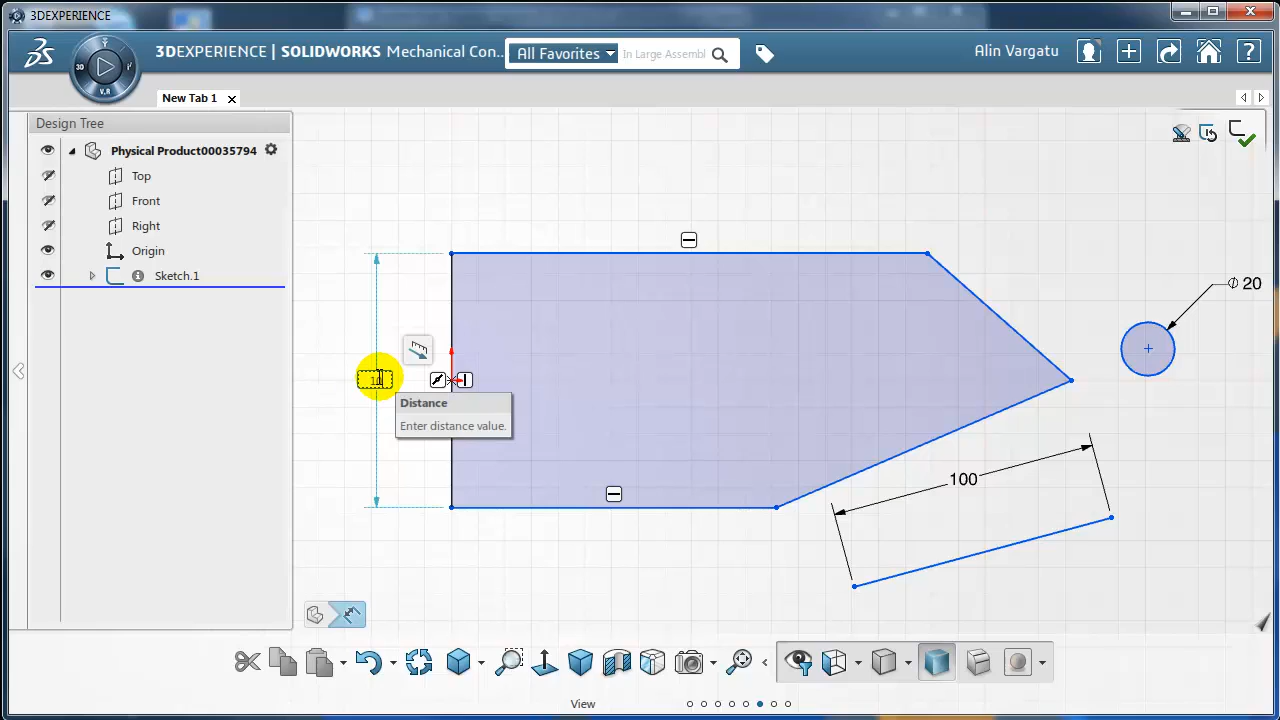 3DEXPERIENCE
3DEXPERIENCE | SOLIDWORKS Mechanical Con..
All Favorites
In Large Assembl
Alin Vargatu
3D
V.R
New Tab 1
Design Tree
Physical Product00035794
Top
Front
Right
Origin
Sketch.1
Distance
Enter distance value.
100
20
View